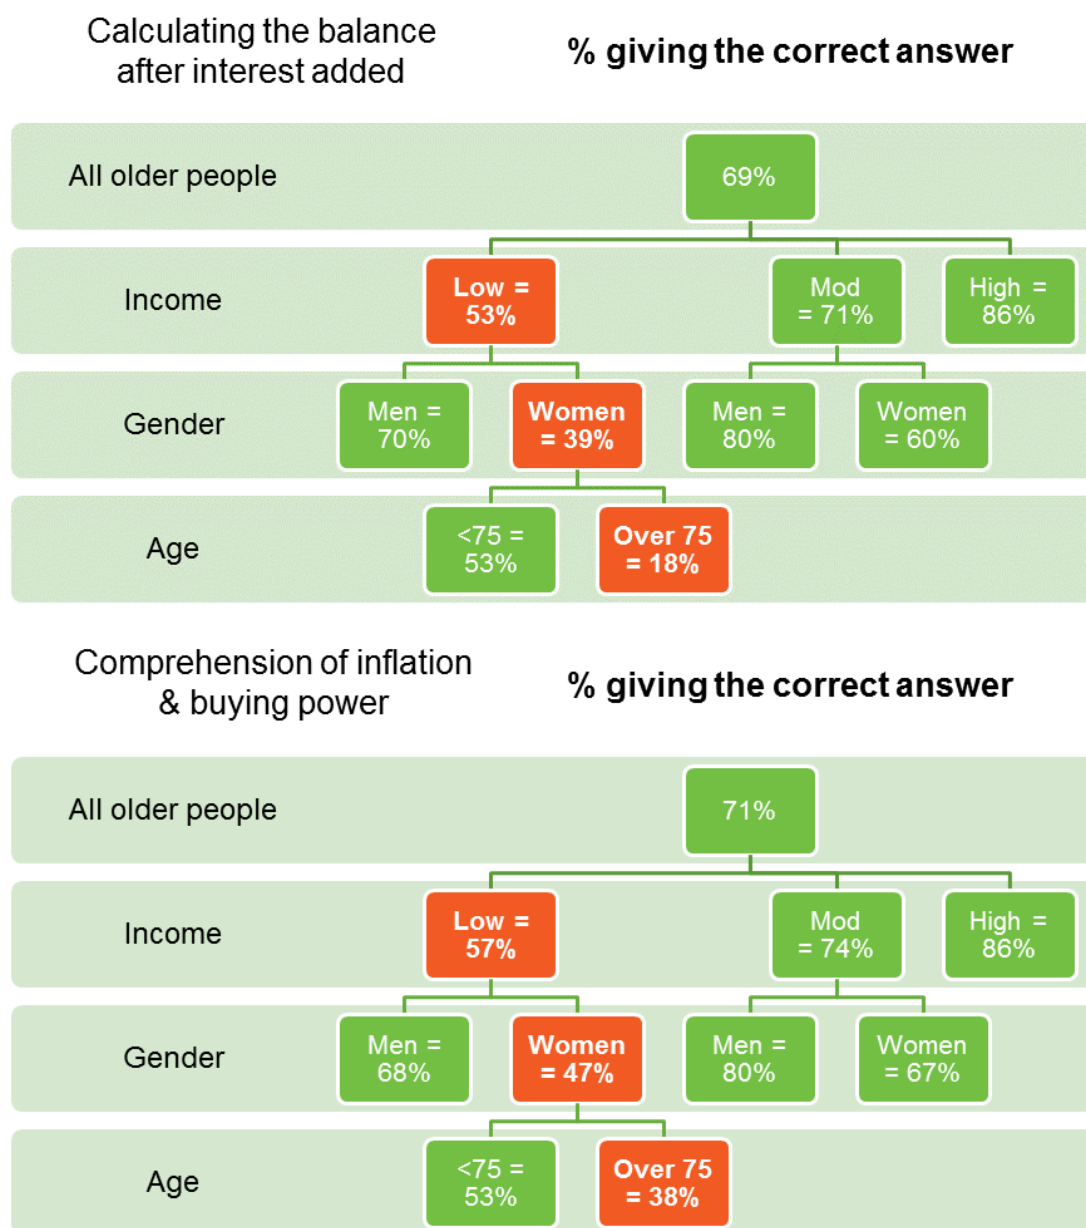 Calculating the balance
after interest added
% giving the correct answer
All older people
69%
Income
Low =
53%
Mod
= 71%
High =
86%
Gender
Men =
70%
Women
= 39%
Men =
80%
Women
= 60%
Age
<75 =
53%
Over 75
= 18%
Comprehension of inflation
& buying power
% giving the correct answer
All older people
71%
Income
Low =
57%
Mod
= 74%
High =
86%
Gender
Men =
68%
Women
= 47%
Men =
80%
Women
= 67%
Age
<75 =
53%
Over 75
= 38%